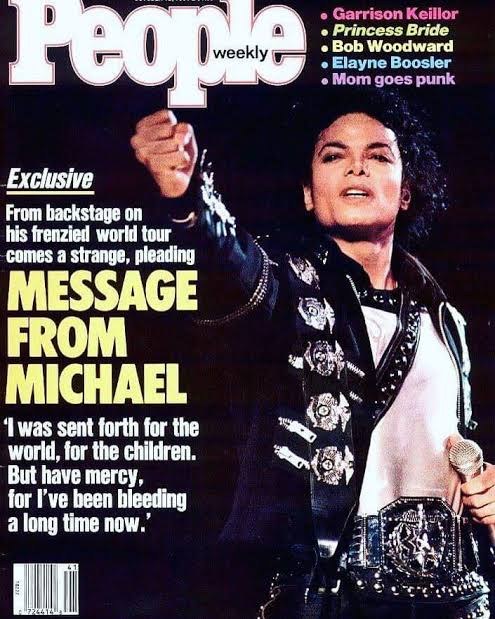 People
weekly
• Garrison Keillor
• Princess Bride
• Bob Woodward
• Elayne Boosler
• Mom goes punk
Exclusive
From backstage on
his frenzied world tour
comes a strange, pleading
MESSAGE
FROM
MICHAEL
‘I was sent forth for the
world, for the children.
But have mercy,
for I’ve been bleeding
a long time now.’
41